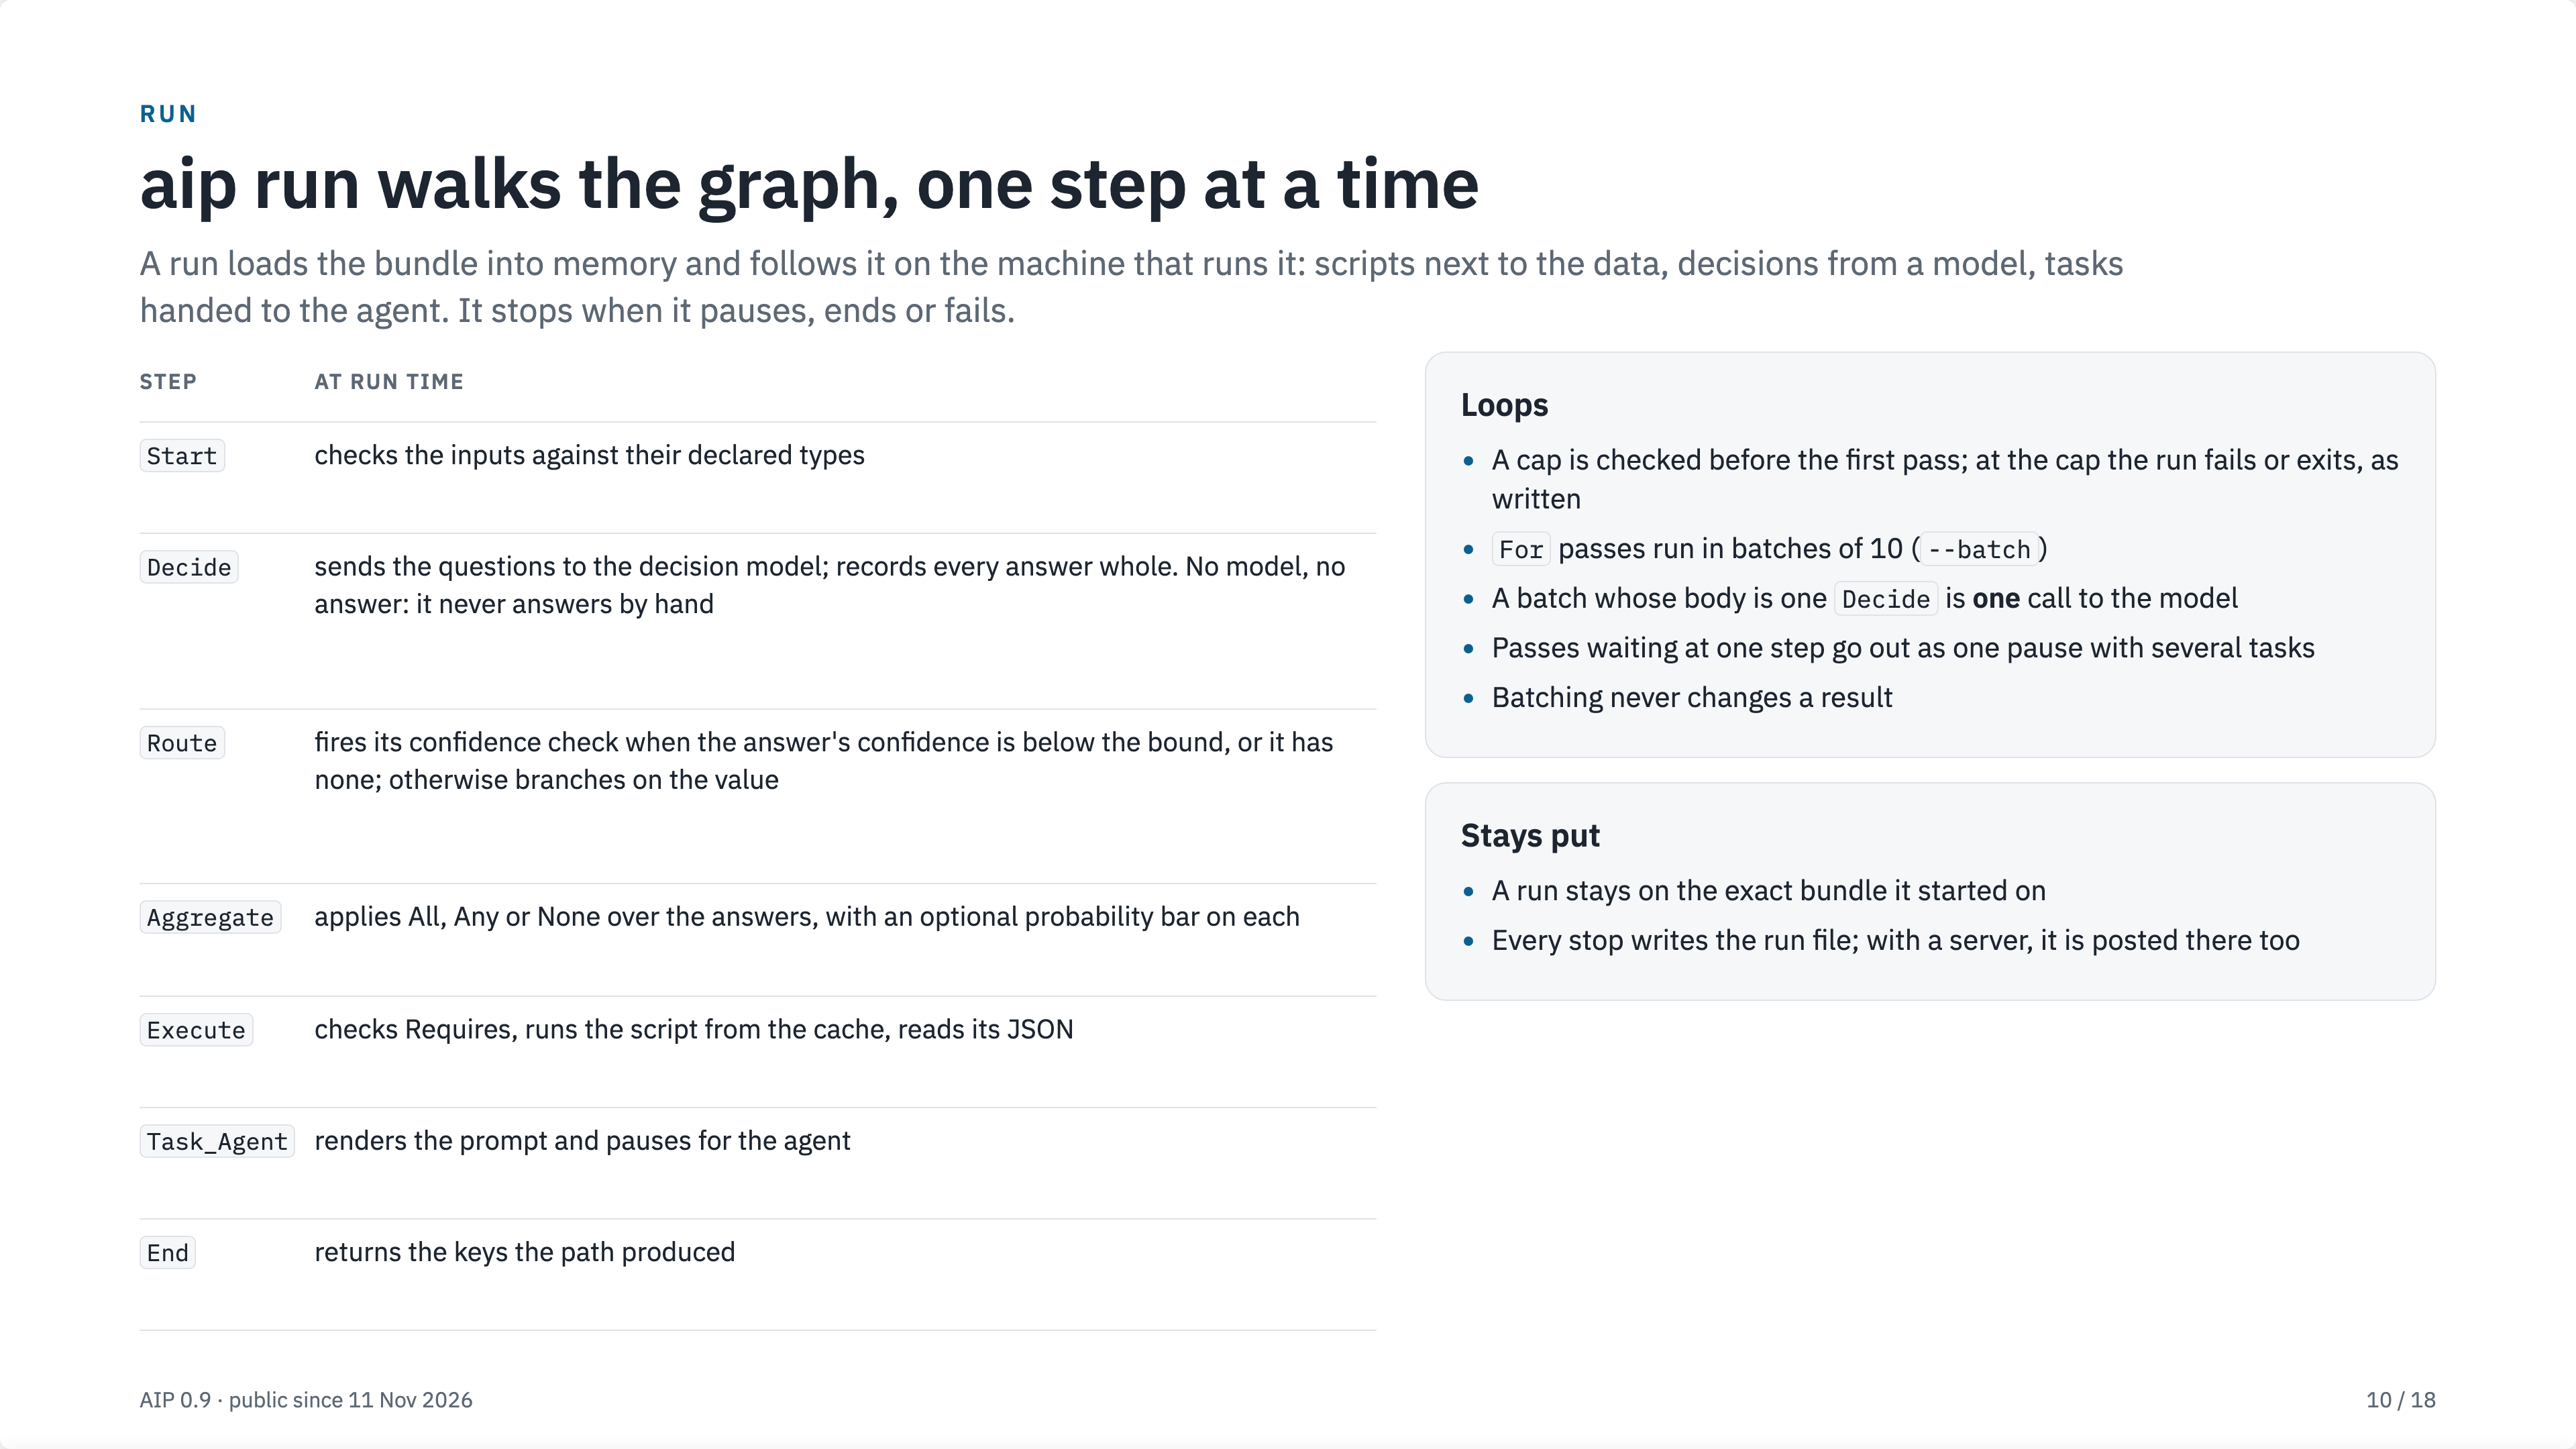 RUN
aip run walks the graph, one step at a time
A run loads the bundle into memory and follows it on the machine that runs it: scripts next to the data, decisions from a model, tasks
handed to the agent. It stops when it pauses, ends or fails.
STEP AT RUN TIME
Start checks the inputs against their declared types
Decide sends the questions to the decision model; records every answer whole. No model, no
answer: it never answers by hand
Route fires its confidence check when the answer's confidence is below the bound, or it has
none; otherwise branches on the value
Aggregate applies All, Any or None over the answers, with an optional probability bar on each
Execute checks Requires, runs the script from the cache, reads its JSON
Task_Agent renders the prompt and pauses for the agent
End returns the keys the path produced
Loops
• A cap is checked before the first pass; at the cap the run fails or exits, as
written
• For passes run in batches of 10 (--batch)
• A batch whose body is one Decide is one call to the model
• Passes waiting at one step go out as one pause with several tasks
• Batching never changes a result
Stays put
• A run stays on the exact bundle it started on
• Every stop writes the run file; with a server, it is posted there too
AIP 0.9 · public since 11 Nov 2026
10 / 18